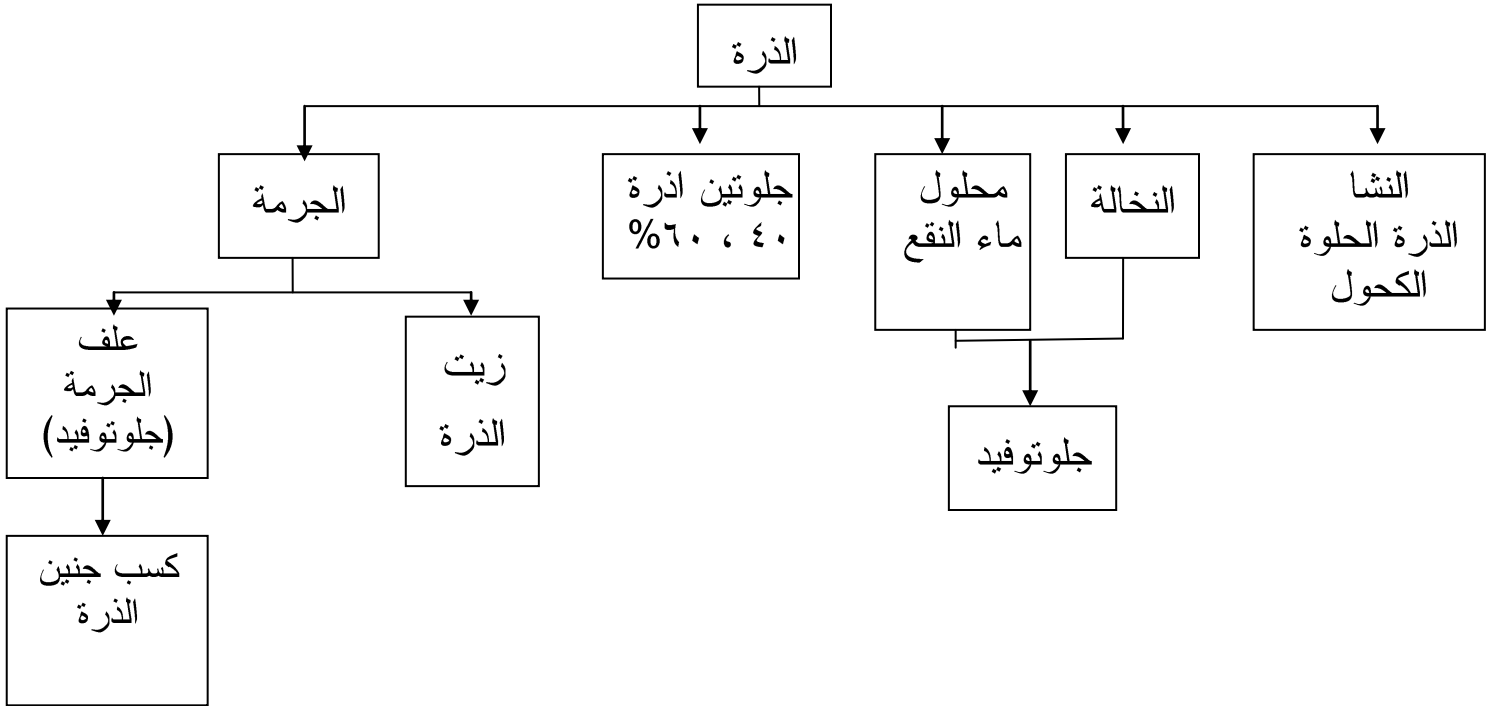 الذرة
النشا
الذرة الحلوة
الكحول
النخالة
محلول
ماء النقع
جلوتين اذرة
٤٠ ، ٦٠%
الجرمة
جلوتوفيد
زيت
الذرة
علف
الجرمة
(جلوتوفيد)
كسب جنين
الذرة